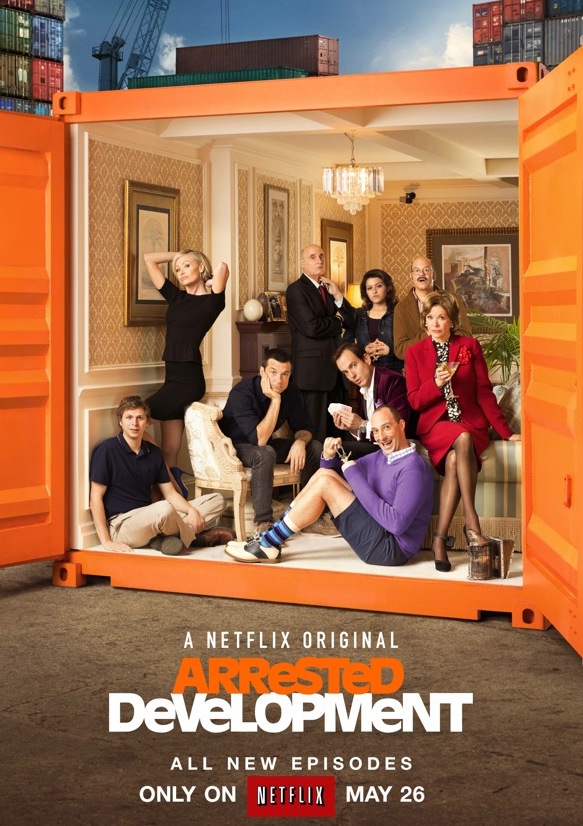 A NETFLIX ORIGINAL
ARReSTeD
DeVeLOPMeNT
ALL NEW EPISODES
ONLY ON NETFLIX MAY 26